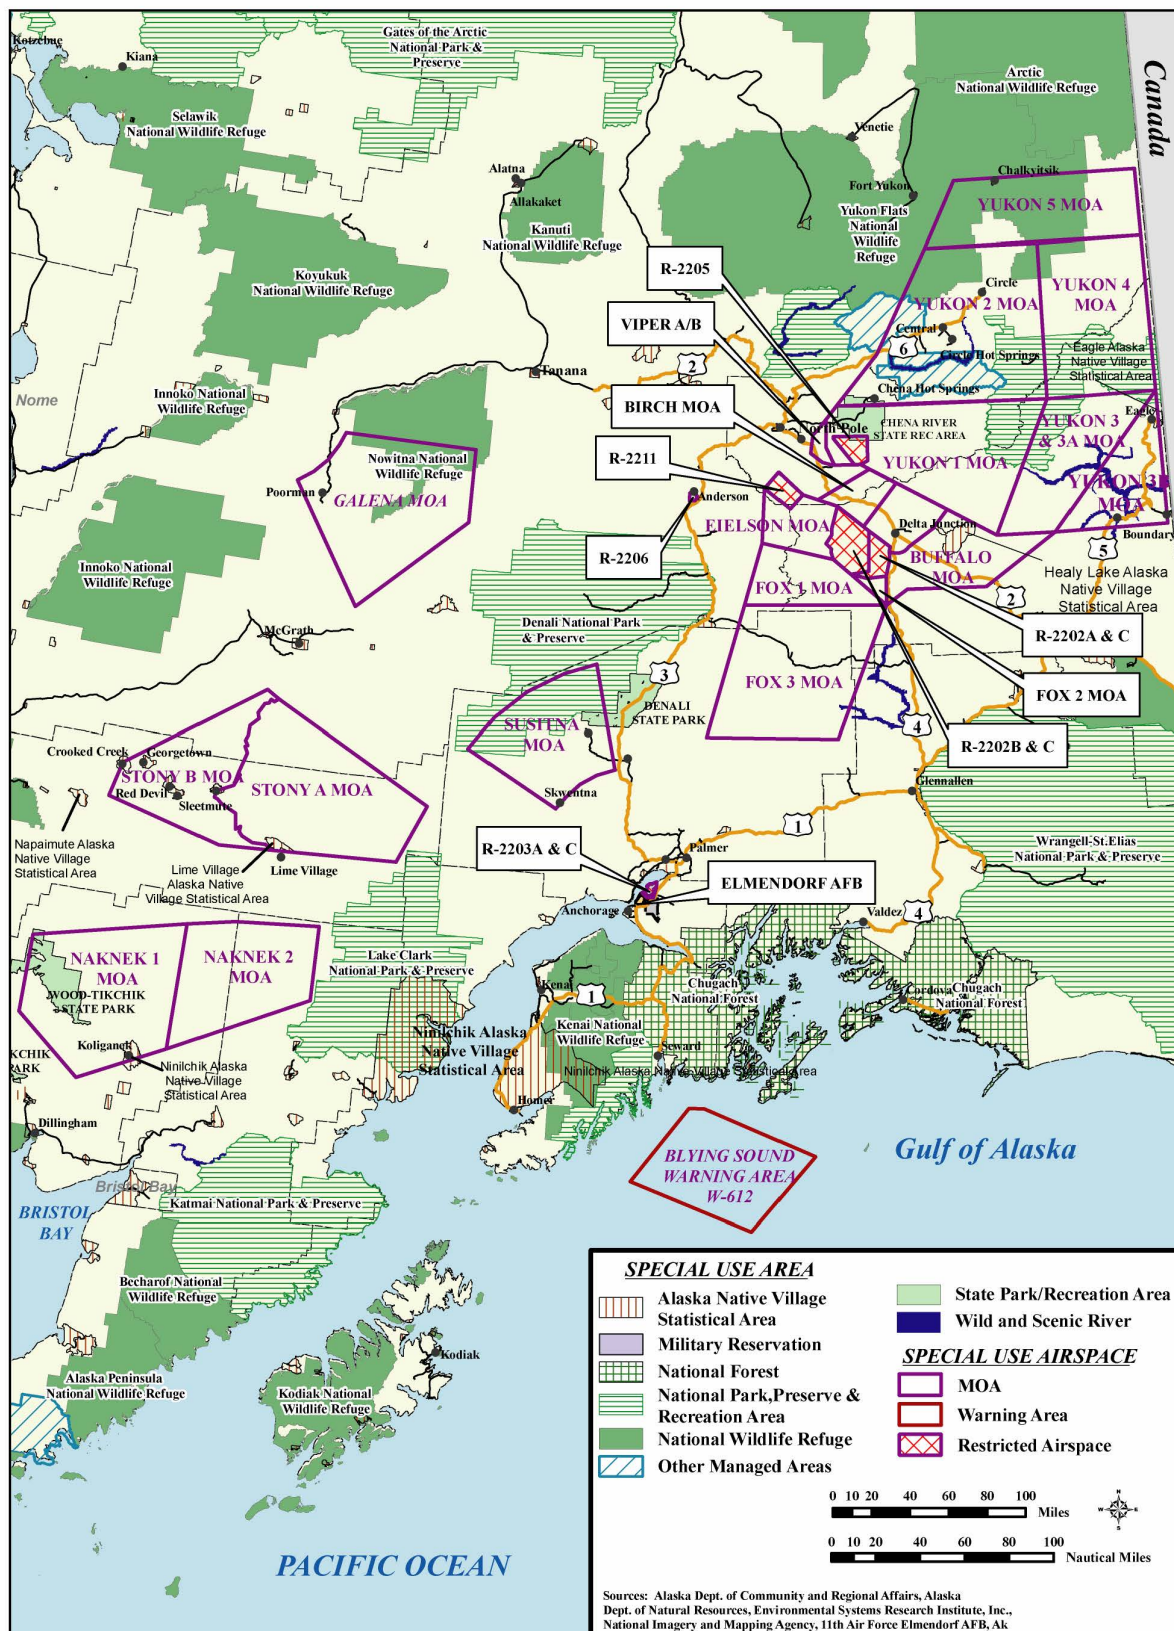 Kotzebue
Kiana
Gates of the Arctic
National Park &
Preserve
Arctic
National Wildlife Refuge
Canada
Selawik
National Wildlife Refuge
Venetie
Alatna
Allakaket
Kanuti
National Wildlife Refuge
Fort Yukon
Chalkyitsik
Yukon Flats
National
Wildlife
Refuge
YUKON 5 MOA
Koyukuk
National Wildlife Refuge
R-2205
Circle
YUKON 2 MOA
YUKON 4
MOA
VIPER A/B
Central
6
Circle Hot Springs
Eagle Alaska
Native Village
Statistical Area
2
Tanana
Nome
Innoko National
Wildlife Refuge
BIRCH MOA
Chena Hot Springs
CHENA RIVER
STATE REC AREA
Eagle
North Pole
YUKON 3
& 3A MOA
R-2211
YUKON 1 MOA
Nowitna National
Wildlife Refuge
Poorman
GALENA MOA
Anderson
YUKON 3B
MOA
EIELSON MOA
Delta Junction
Boundary
R-2206
BUFFALO
MOA
5
Innoko National
Wildlife Refuge
FOX 1 MOA
Healy Lake Alaska
Native Village
Statistical Area
2
Denali National Park
& Preserve
McGrath
R-2202A & C
3
FOX 3 MOA
FOX 2 MOA
DENALI
STATE PARK
SUSITNA
MOA
4
R-2202B & C
Crooked Creek
Georgetown
STONY B MOA
Red Devil
Sleetmute
STONY A MOA
Skwentna
Glennallen
1
Napaimute Alaska
Native Village
Statistical Area
Lime Village
Alaska Native
Village Statistical Area
Lime Village
R-2203A & C
Palmer
Wrangell-St.Elias
National Park & Preserve
ELMENDORF AFB
Anchorage
Valdez
4
NAKNEK 1
MOA
NAKNEK 2
MOA
Lake Clark
National Park & Preserve
WOOD-TIKCHIK
STATE PARK
Kenai
1
Chugach
National Forest
Cordova
Chugach
National Forest
Koliganek
KCHIK
PARK
Ninilchik Alaska
Native Village
Statistical Area
Ninilchik Alaska
Native Village
Statistical Area
Kenai National
Wildlife Refuge
Seward
Ninilchik Alaska Native Village Statistical Area
Homer
Dillingham
BLYING SOUND
WARNING AREA
W-612
Gulf of Alaska
Bristol Bay
BRISTOL
BAY
Katmai National Park & Preserve
Becharof National
Wildlife Refuge
Kodiak
Alaska Peninsula
National Wildlife Refuge
Kodiak National
Wildlife Refuge
PACIFIC OCEAN
SPECIAL USE AREA
Alaska Native Village
Statistical Area
Military Reservation
National Forest
National Park,Preserve &
Recreation Area
National Wildlife Refuge
Other Managed Areas
State Park/Recreation Area
Wild and Scenic River
SPECIAL USE AIRSPACE
MOA
Warning Area
Restricted Airspace
0 10 20 40 60 80 100
Miles
N
W E
S
0 10 20 40 60 80 100
Nautical Miles
Sources: Alaska Dept. of Community and Regional Affairs, Alaska
Dept. of Natural Resources, Environmental Systems Research Institute, Inc.,
National Imagery and Mapping Agency, 11th Air Force Elmendorf AFB, Ak